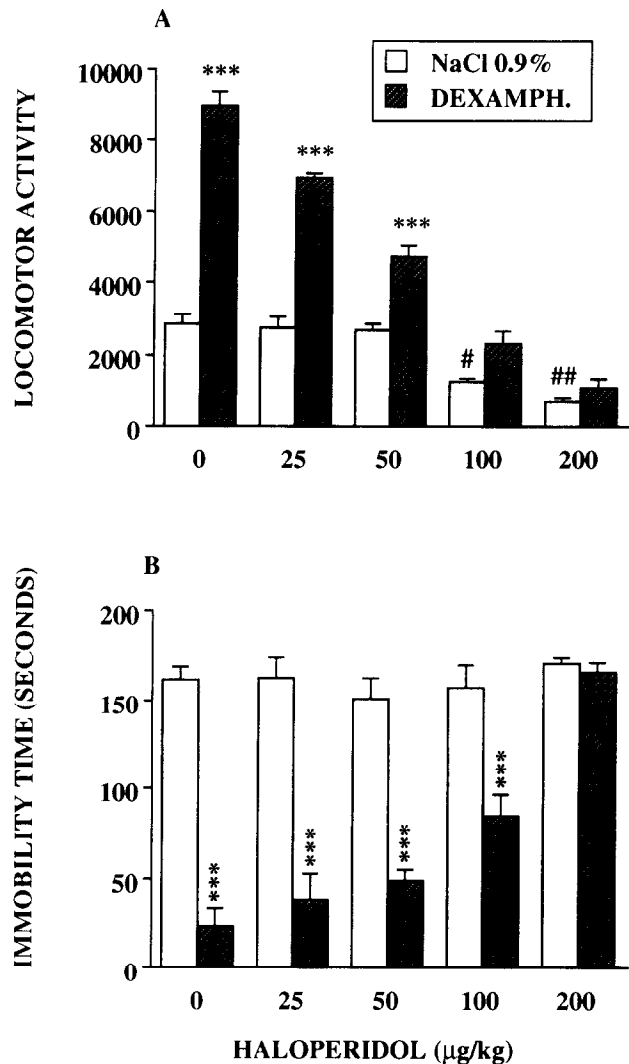 A
NaCl 0.9%
DEXAMPH.
LOCOMOTOR ACTIVITY
10000
8000
6000
4000
2000
0
***
***
***
#
##
0 25 50 100 200
B
IMMOBILITY TIME (SECONDS)
200
150
100
50
0
***
***
***
***
0 25 50 100 200
HALOPERIDOL (µg/kg)